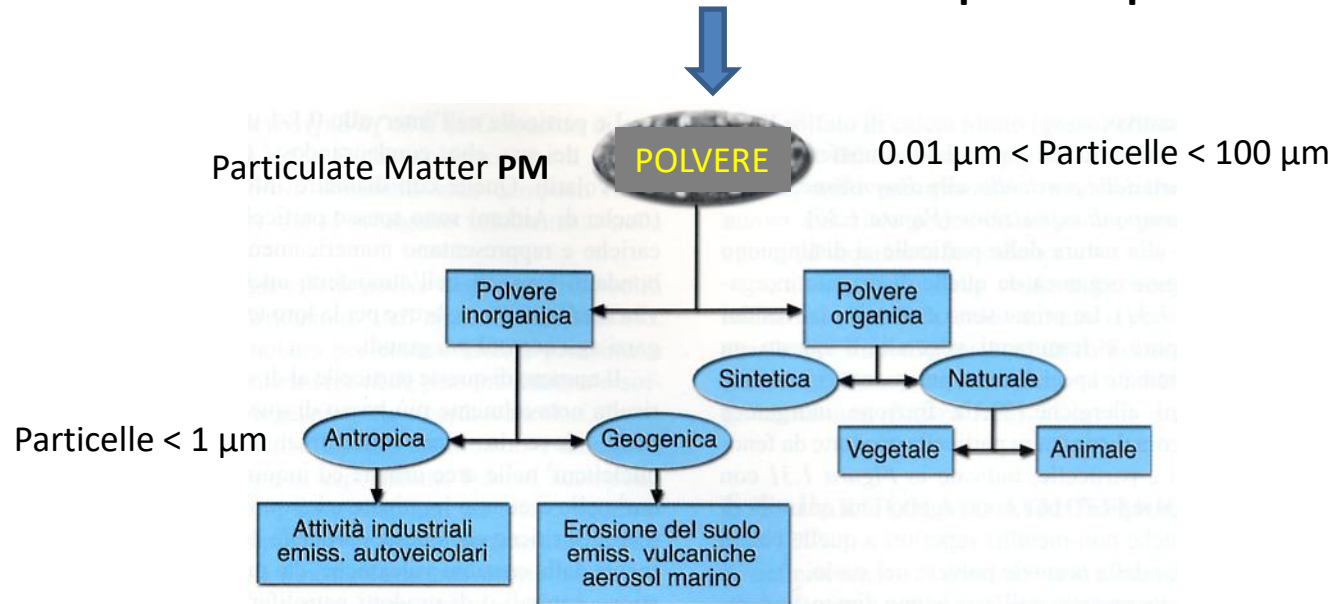 Particulate Matter PM
POLVERE
0.01 µm < Particelle < 100 µm
Polvere
inorganica
Polvere
organica
Sintetica
Naturale
Particelle < 1 µm
Antropica
Geogenica
Vegetale
Animale
Attività industriali
emiss. autoveicolari
Erosione del suolo
emiss. vulcaniche
aerosol marino